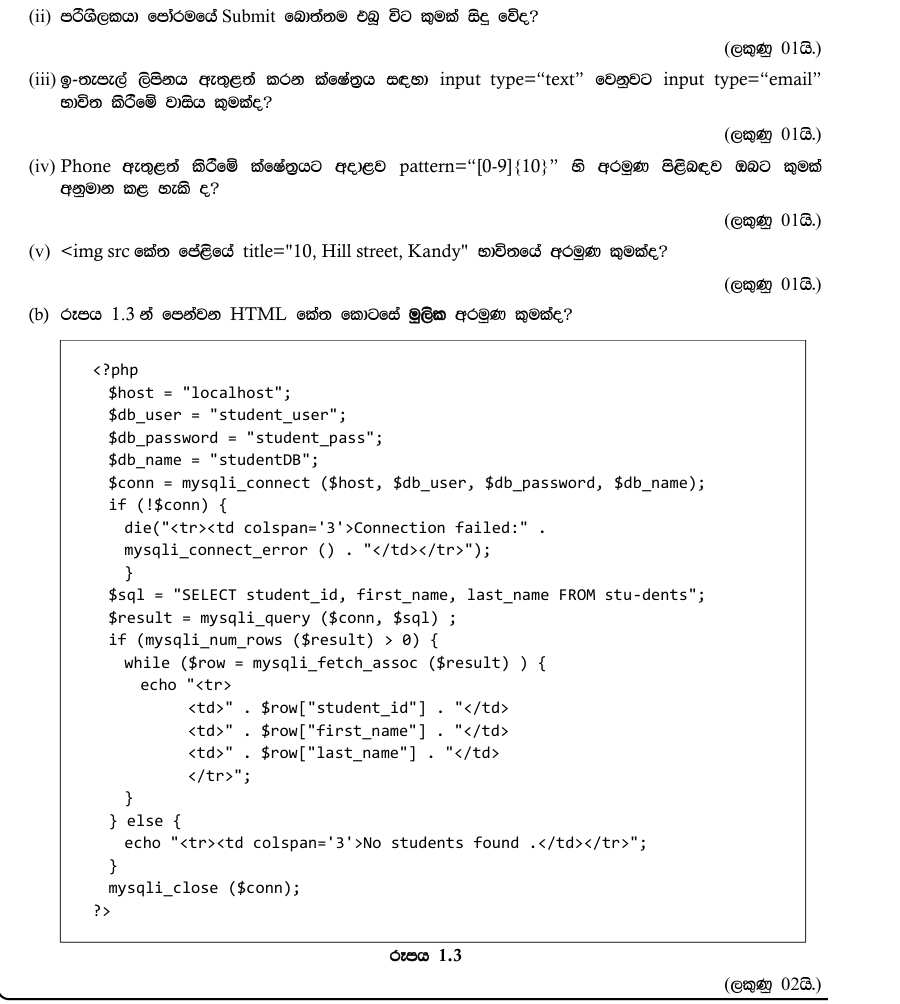 (ii) පරිශීලකයා පෝරමයේ Submit බොත්තම එබූ විට කුමක් සිදු වේද?
(ලකුණු 01යි.)
(iii) ඉ-තැපැල් ලිපිනය ඇතුළත් කරන ක්ෂේත්‍රය සඳහා input type=“text” වෙනුවට input type=“email”
භාවිත කිරීමේ වාසිය කුමක්ද?
(ලකුණු 01යි.)
(iv) Phone ඇතුළත් කිරීමේ ක්ෂේත්‍රයට අදාළව pattern=“[0-9]{10}” හි අරමුණ පිළිබඳව ඔබට කුමක්
අනුමාන කළ හැකි ද?
(ලකුණු 01යි.)
(v) <img src කේත පේළියේ title="10, Hill street, Kandy" භාවිතයේ අරමුණ කුමක්ද?
(ලකුණු 01යි.)
(b) රූපය 1.3 න් පෙන්වන HTML කේත කොටසේ මූලික අරමුණ කුමක්ද?
<?php
$host = "localhost";
$db_user = "student_user";
$db_password = "student_pass";
$db_name = "studentDB";
$conn = mysqli_connect ($host, $db_user, $db_password, $db_name);
if (!$conn) {
die("<tr><td colspan='3'>Connection failed:" .
mysqli_connect_error () . "</td></tr>");
}
$sql = "SELECT student_id, first_name, last_name FROM stu-dents";
$result = mysqli_query ($conn, $sql) ;
if (mysqli_num_rows ($result) > 0) {
while ($row = mysqli_fetch_assoc ($result) ) {
echo "<tr>
<td>" . $row["student_id"] . "</td>
<td>" . $row["first_name"] . "</td>
<td>" . $row["last_name"] . "</td>
</tr>";
}
} else {
echo "<tr><td colspan='3'>No students found .</td></tr>";
}
mysqli_close ($conn);
?>
රූපය 1.3
(ලකුණු 02යි.)